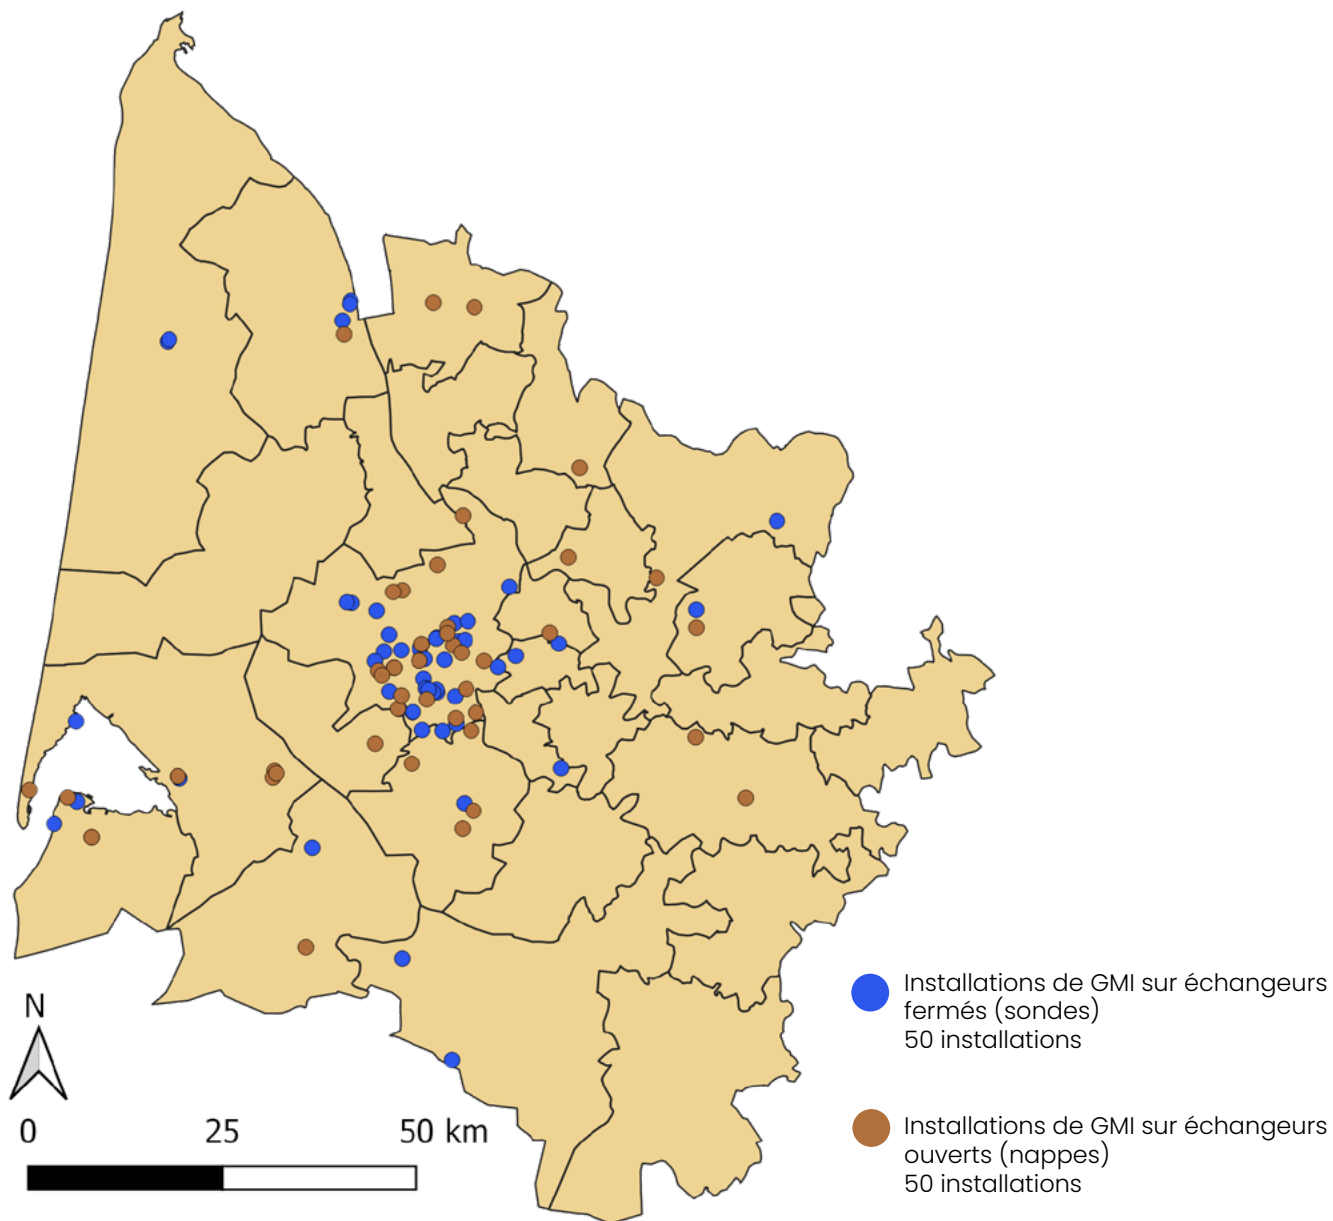 N
0 25 50 km
Installations de GMI sur échangeurs
fermés (sondes)
50 installations
Installations de GMI sur échangeurs
ouverts (nappes)
50 installations